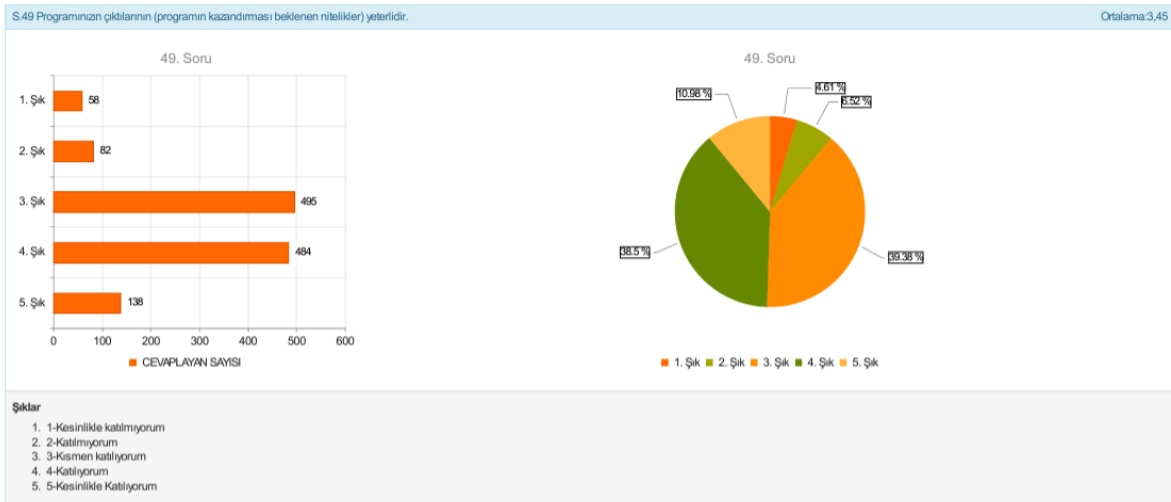 S.49 Programınızın çıktılarının (programın kazandırması beklenen nitelikler) yeterlidir.
Ortalama:3,45
49. Soru
1. Şık
58
2. Şık
82
3. Şık
495
4. Şık
484
5. Şık
138
0 100 200 300 400 500 600
CEVAPLAYAN SAYISI
49. Soru
10.98 %
4.61 %
6.52 %
38.5 %
39.38 %
1. Şık 2. Şık 3. Şık 4. Şık 5. Şık
Şıklar
1. 1-Kesinlikle katılmıyorum
2. 2-Katılmıyorum
3. 3-Kısmen katılıyorum
4. 4-Katılıyorum
5. 5-Kesinlikle Katılıyorum